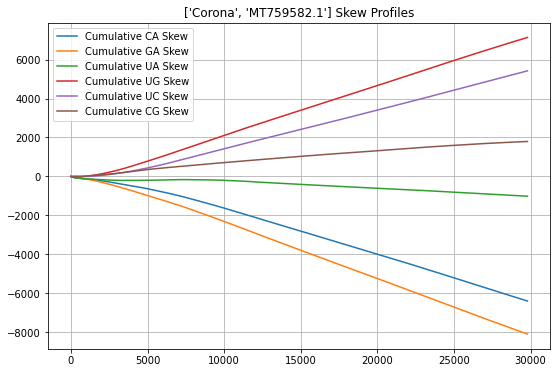 ['Corona', 'MT759582.1'] Skew Profiles
Cumulative CA Skew
Cumulative GA Skew
Cumulative UA Skew
Cumulative UG Skew
Cumulative UC Skew
Cumulative CG Skew
6000
4000
2000
0
−2000
−4000
−6000
−8000
0 5000 10000 15000 20000 25000 30000